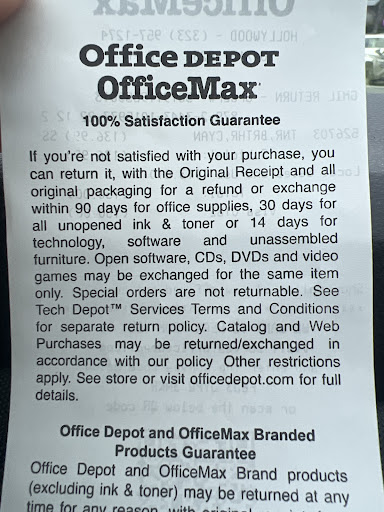 Office DEPOT
OfficeMax
100% Satisfaction Guarantee
If you're not satisfied with your purchase, you
can return it, with the Original Receipt and all
original packaging for a refund or exchange
within 90 days for office supplies, 30 days for
all unopened ink & toner or 14 days for
technology, software and unassembled
furniture. Open software, CDs, DVDs and video
games may be exchanged for the same item
only. Special orders are not returnable. See
Tech Depot™ Services Terms and Conditions
for separate return policy. Catalog and Web
Purchases may be returned/exchanged in
accordance with our policy. Other restrictions
apply. See store or visit officedepot.com for full
details.
Office Depot and OfficeMax Branded
Products Guarantee
Office Depot and OfficeMax Brand products
(excluding ink & toner) may be returned at any
time for any reason, with original